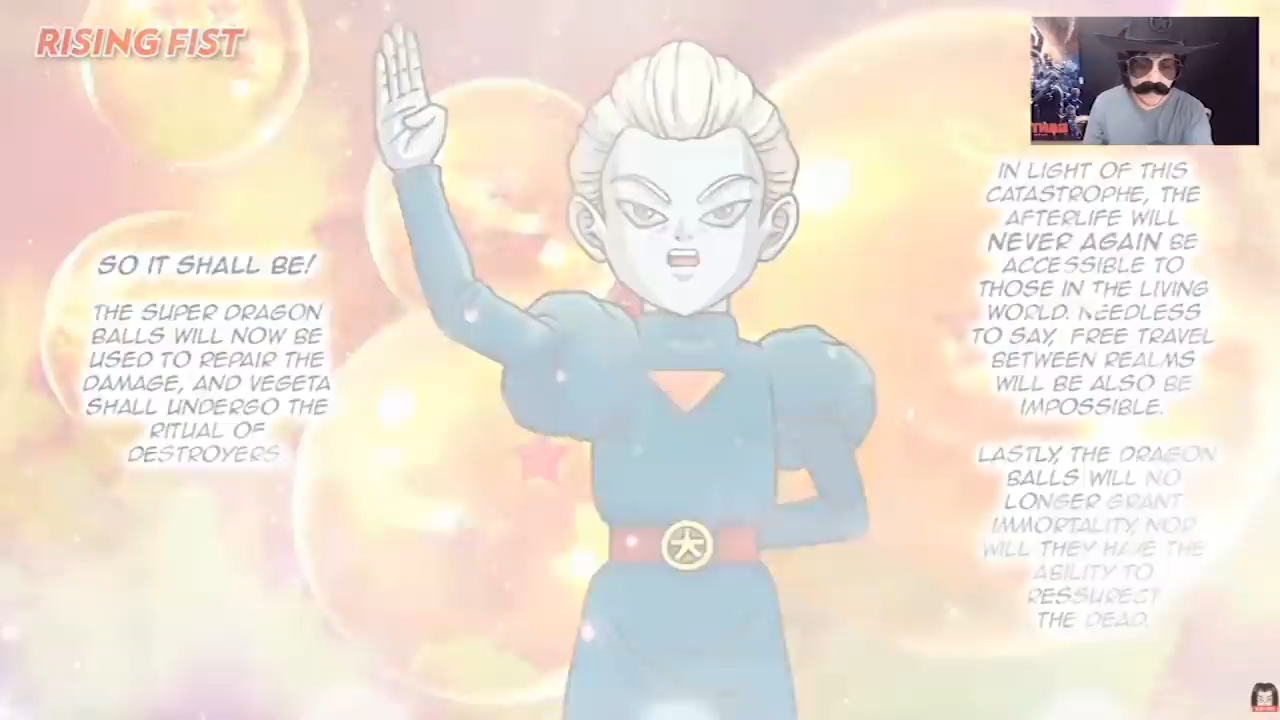 RISING FIST
SO IT SHALL BE!
THE SUPER DRAGON
BALLS WILL NOW BE
USED TO REPAIR THE
DAMAGE, AND VEGETA
SHALL UNDERGO THE
RITUAL OF
DESTROYERS.
IN LIGHT OF THIS
CATASTROPHE, THE
AFTERLIFE WILL
NEVER AGAIN BE
ACCESSIBLE TO
THOSE IN THE LIVING
WORLD. NEEDLESS
TO SAY, FREE TRAVEL
BETWEEN REALMS
WILL BE ALSO BE
IMPOSSIBLE.
LASTLY, THE DRAGON
BALLS WILL NO
LONGER GRANT
IMMORTALITY, NOR
WILL THEY HAVE THE
ABILITY TO
RESSURECT
THE DEAD.